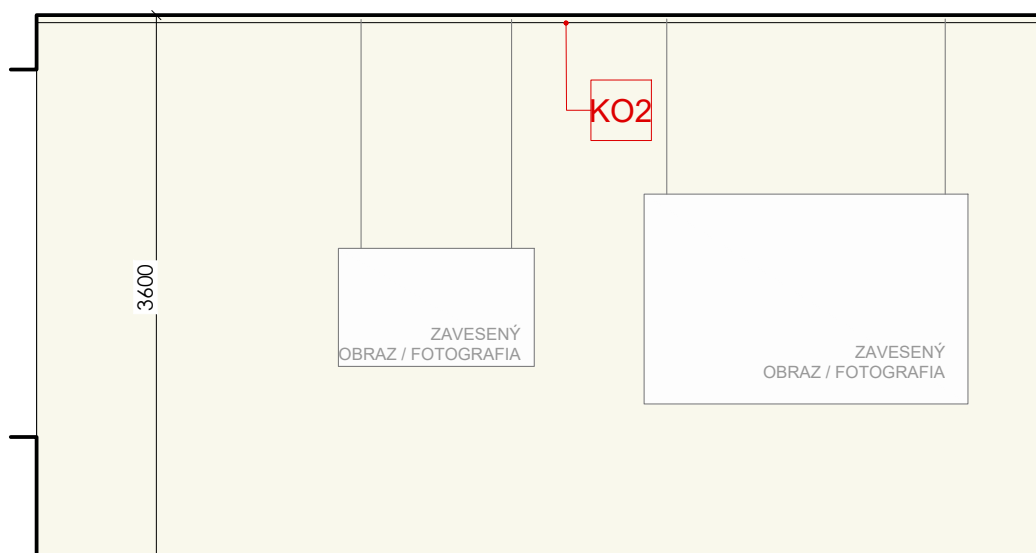 KO2
3600
ZAVESENÝ
OBRAZ / FOTOGRAFIA
ZAVESENÝ
OBRAZ / FOTOGRAFIA